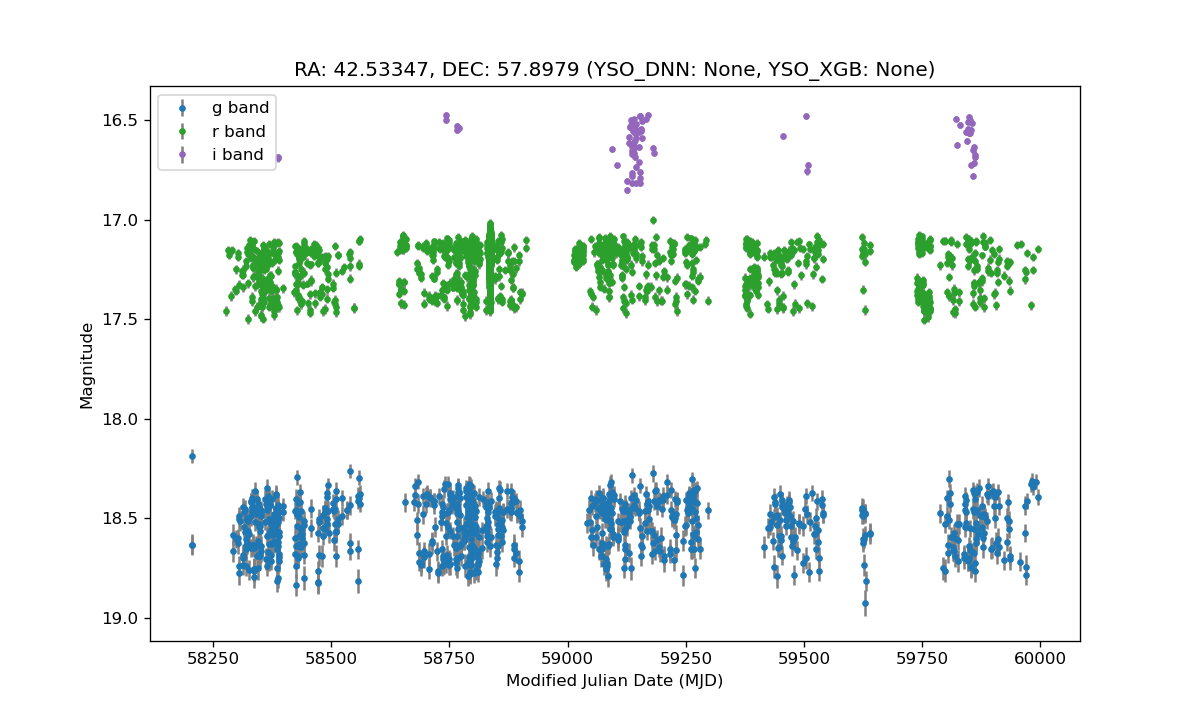 RA: 42.53347, DEC: 57.8979 (YSO_DNN: None, YSO_XGB: None)
g band
r band
i band
16.5
17.0
17.5
18.0
18.5
19.0
Magnitude
58250 58500 58750 59000 59250 59500 59750 60000
Modified Julian Date (MJD)